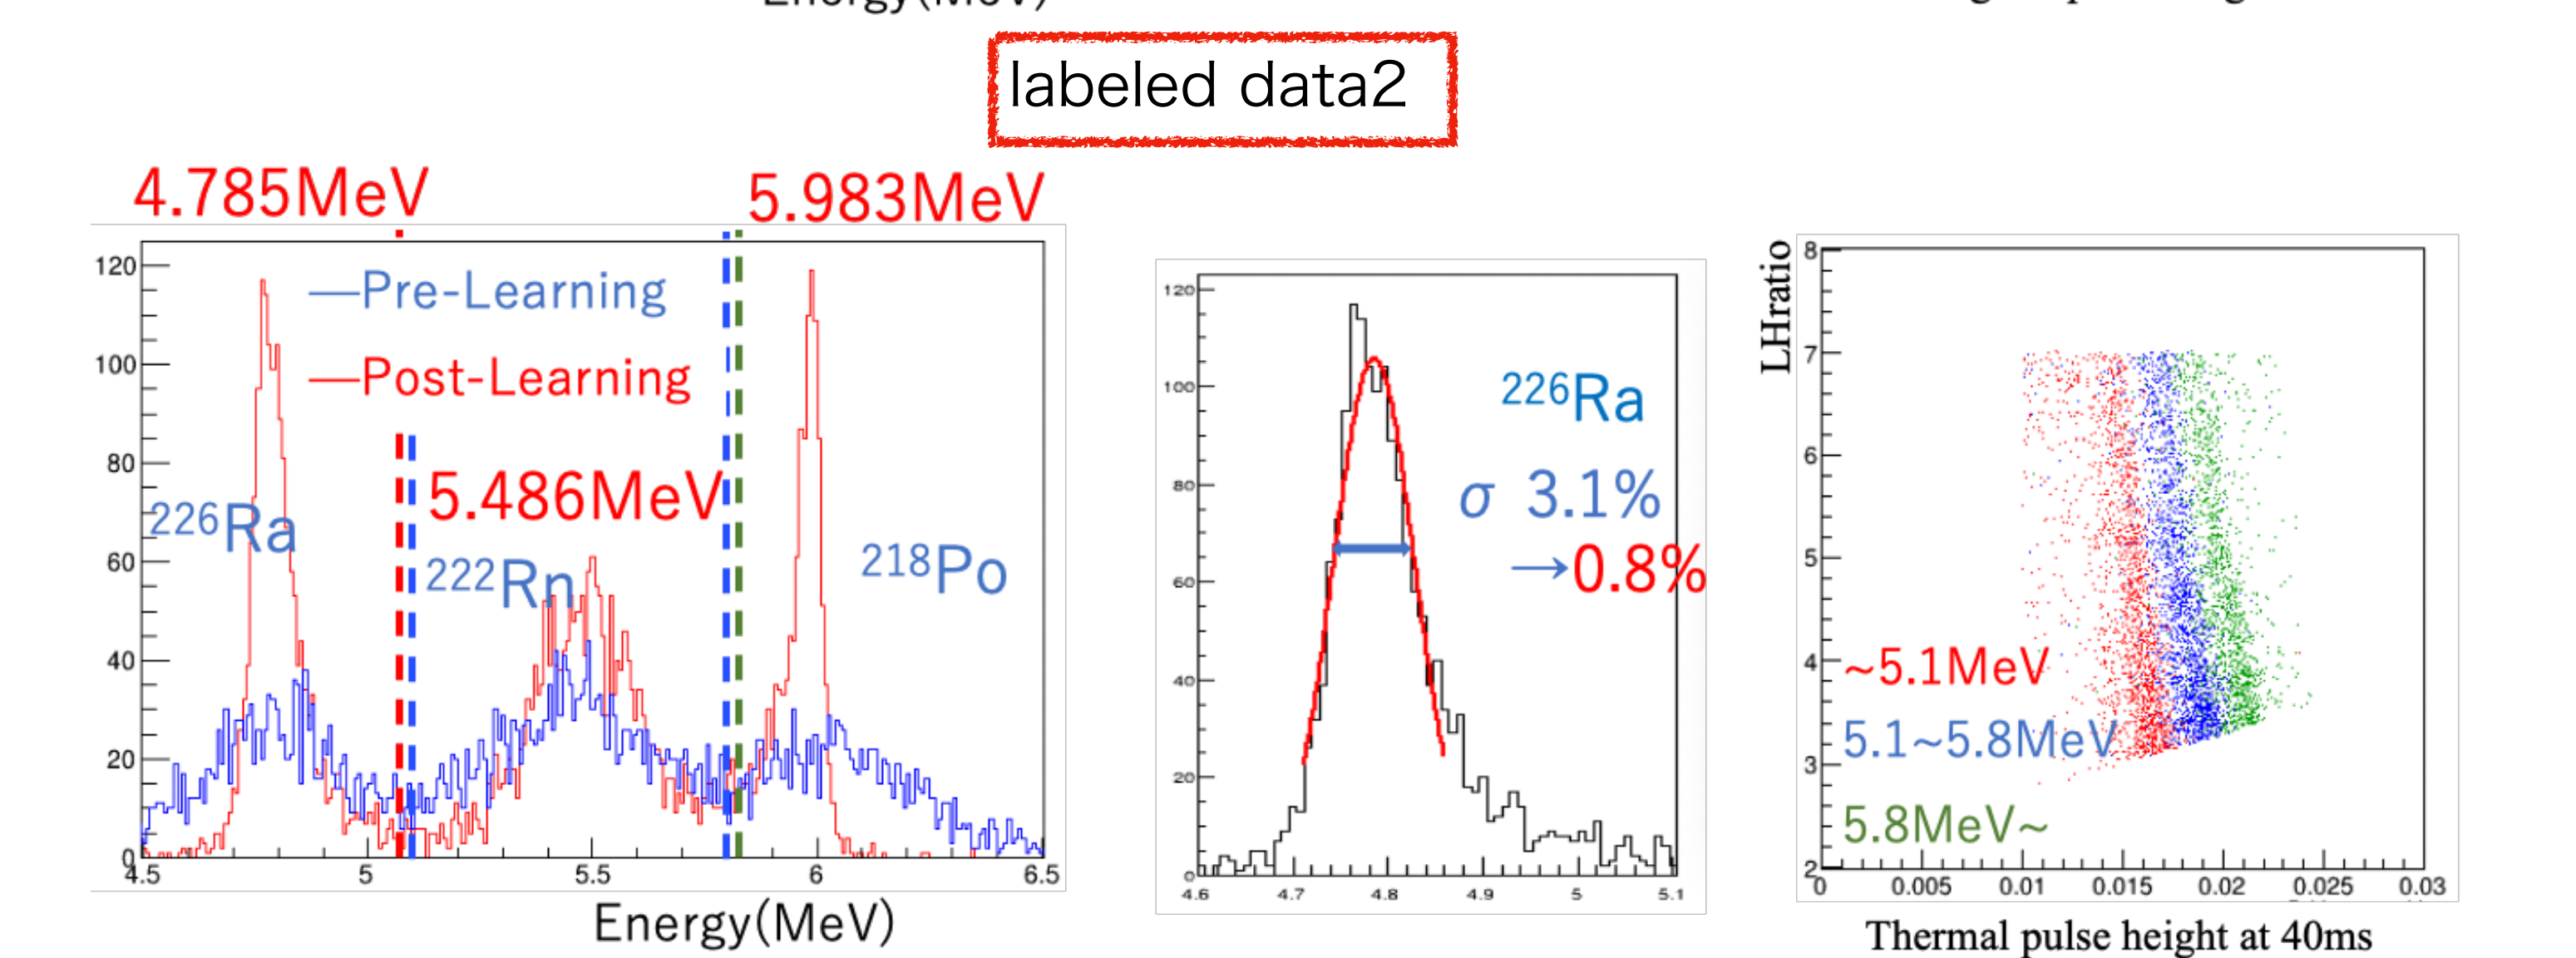 Energy(MeV)
labeled data2
4.785MeV
5.983MeV
120
100
80
60
40
20
0
—Pre-Learning
—Post-Learning
5.486MeV
226Ra
222Rn
218Po
4.5 5 5.5 6 6.5
Energy(MeV)
120
100
80
60
40
20
0
226Ra
σ 3.1%
→0.8%
4.6 4.7 4.8 4.9 5 5.1
LHratio
8
7
6
5
4
3
2
~5.1MeV
5.1~5.8MeV
5.8MeV~
0 0.005 0.01 0.015 0.02 0.025 0.03
Thermal pulse height at 40ms